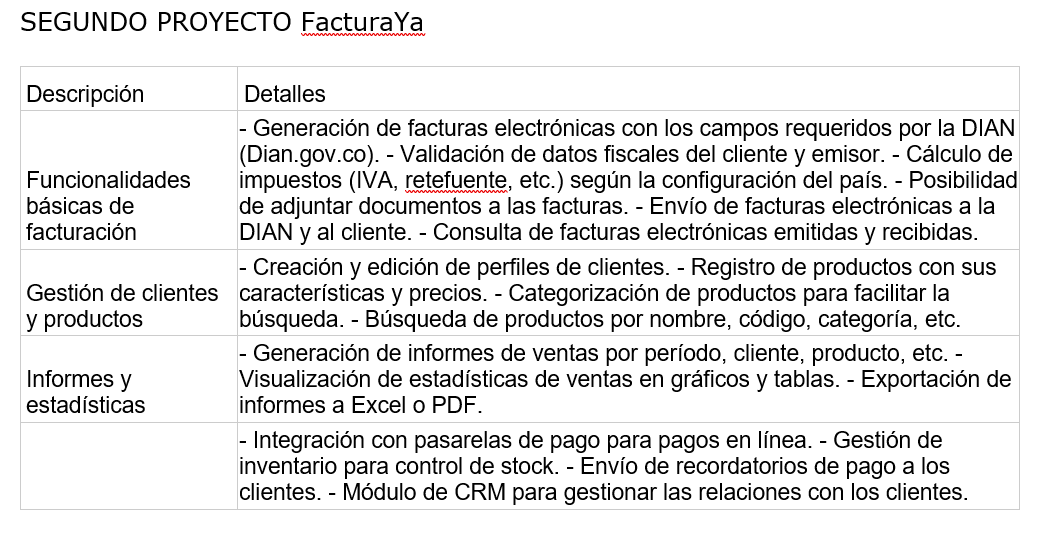 SEGUNDO PROYECTO FacturaYa
Descripción
Detalles
Funcionalidades
básicas de
facturación
- Generación de facturas electrónicas con los campos requeridos por la DIAN
(Dian.gov.co). - Validación de datos fiscales del cliente y emisor. - Cálculo de
impuestos (IVA, retefuente, etc.) según la configuración del país. - Posibilidad
de adjuntar documentos a las facturas. - Envío de facturas electrónicas a la
DIAN y al cliente. - Consulta de facturas electrónicas emitidas y recibidas.
Gestión de clientes
y productos
- Creación y edición de perfiles de clientes. - Registro de productos con sus
características y precios. - Categorización de productos para facilitar la
búsqueda. - Búsqueda de productos por nombre, código, categoría, etc.
Informes y
estadísticas
- Generación de informes de ventas por período, cliente, producto, etc. -
Visualización de estadísticas de ventas en gráficos y tablas. - Exportación de
informes a Excel o PDF.
- Integración con pasarelas de pago para pagos en línea. - Gestión de
inventario para control de stock. - Envío de recordatorios de pago a los
clientes. - Módulo de CRM para gestionar las relaciones con los clientes.